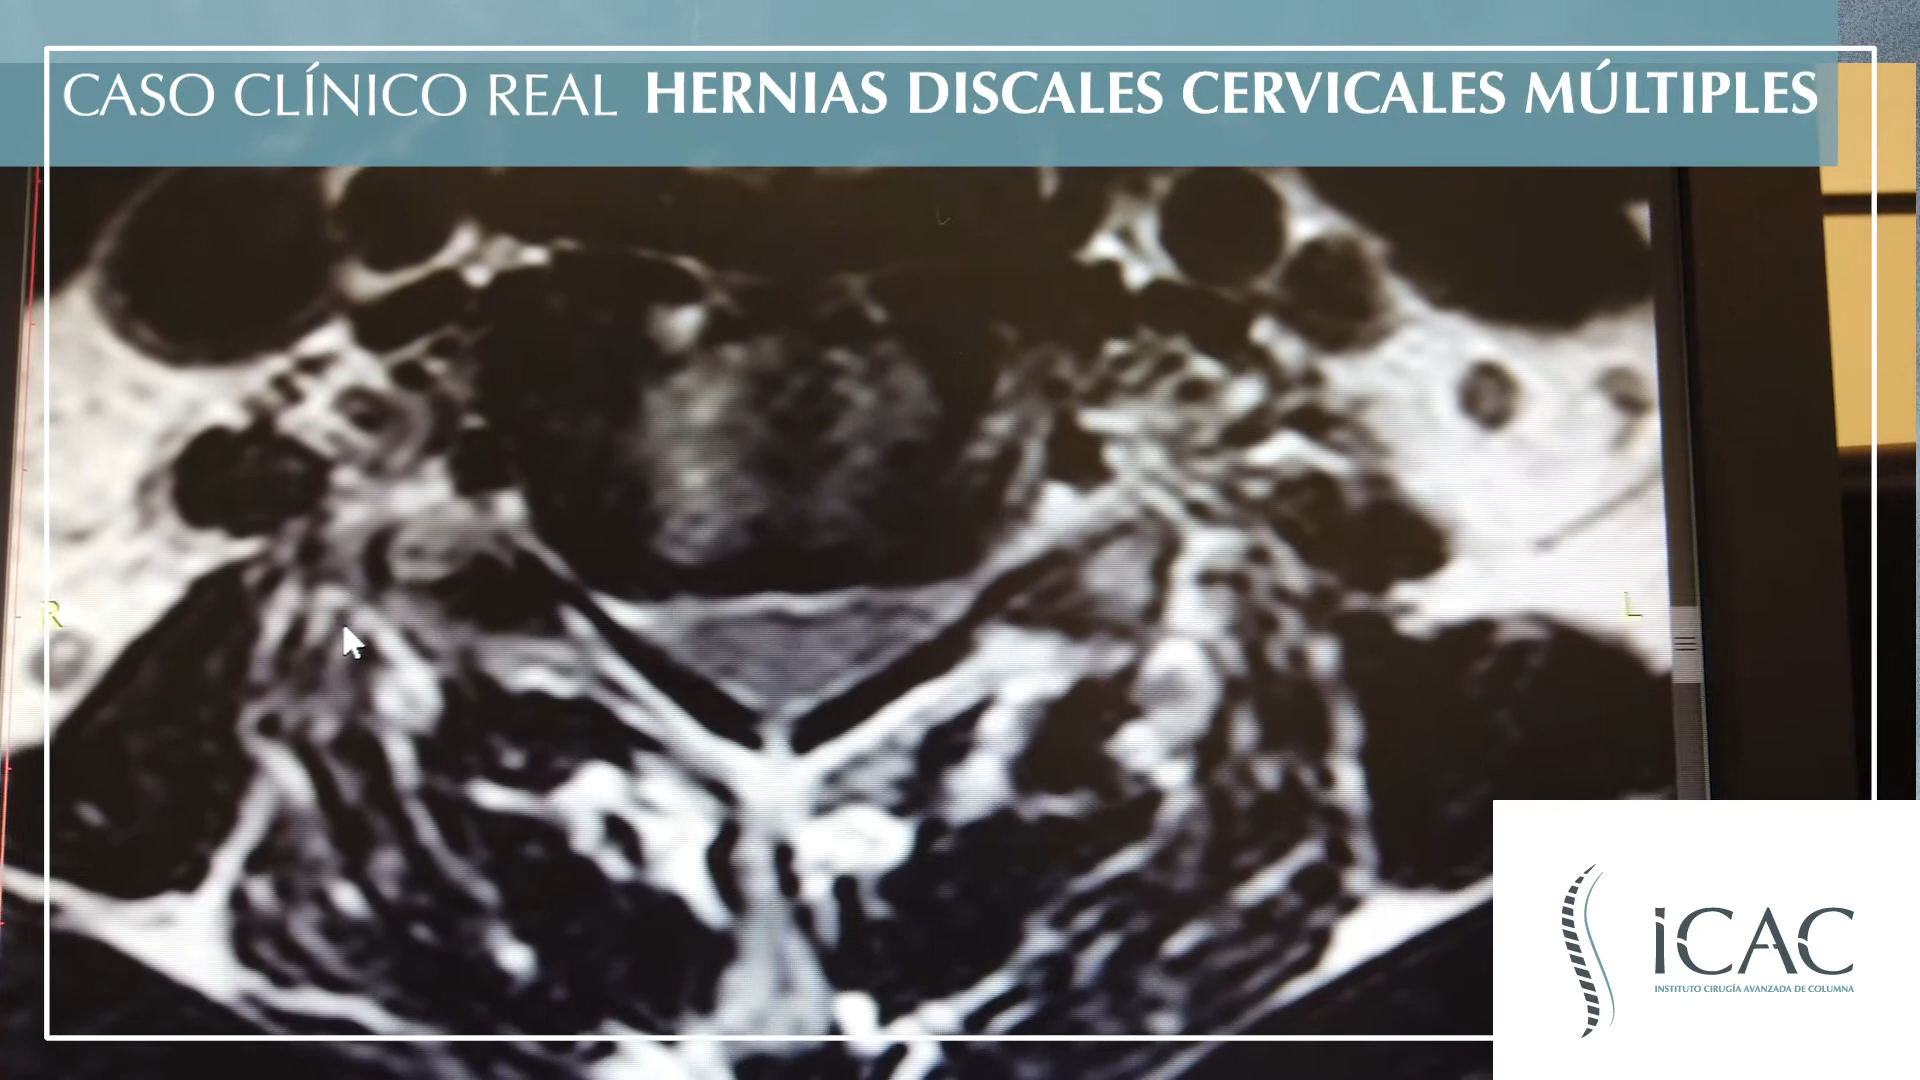 CASO CLÍNICO REAL HERNIAS DISCALES CERVICALES MÚLTIPLES
R
L
iCAC
INSTITUTO CIRUGÍA AVANZADA DE COLUMNA